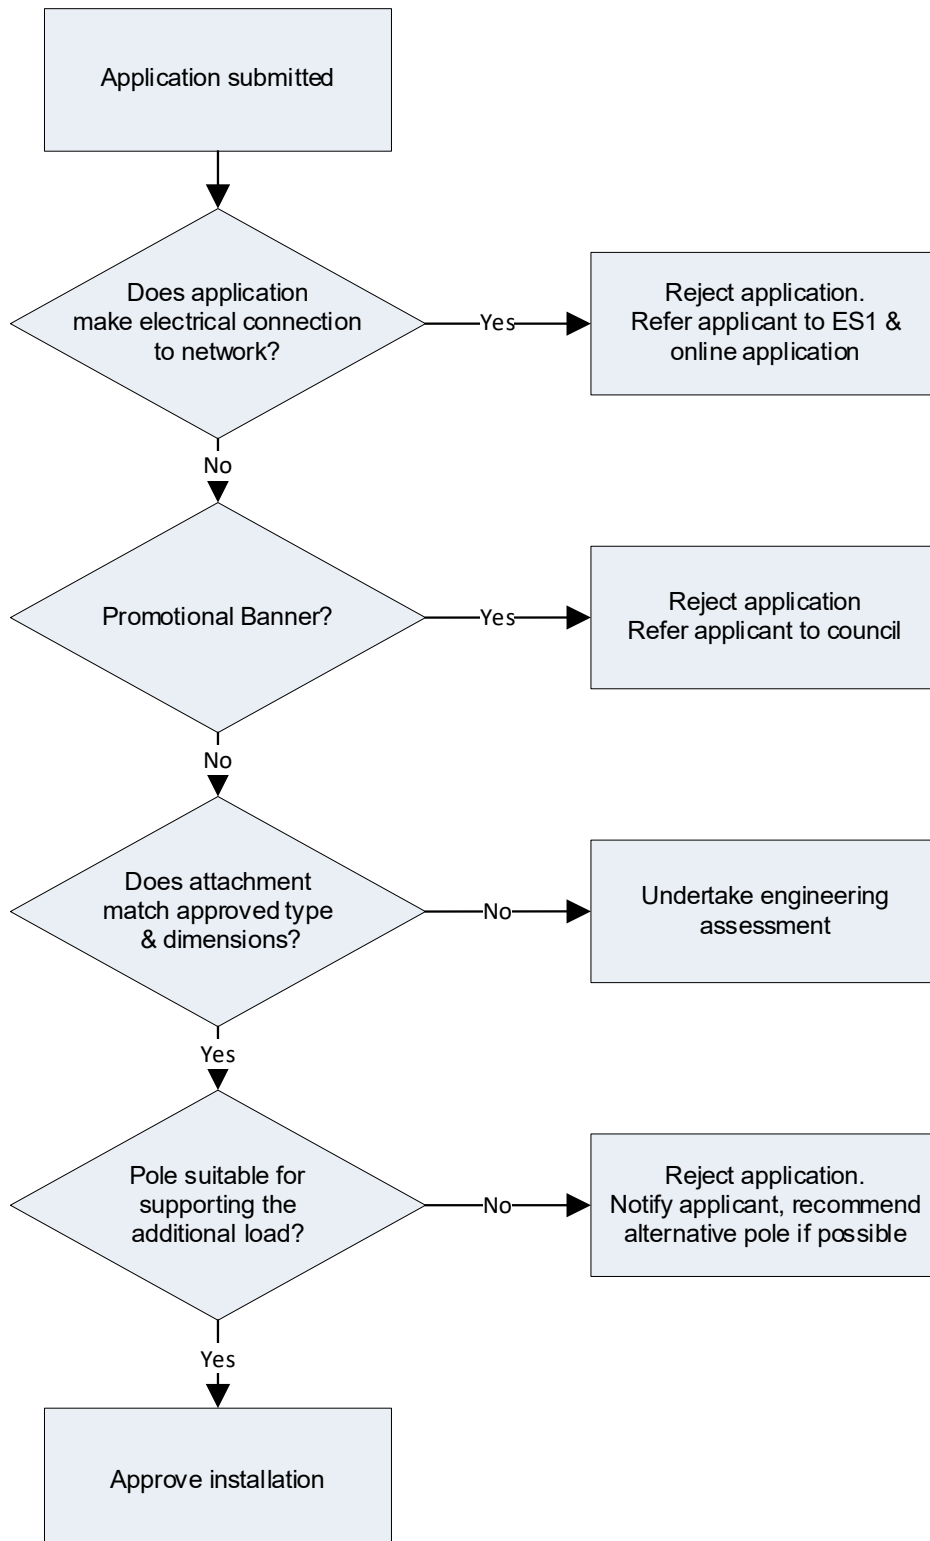 Application submitted
Does application
make electrical connection
to network?
Yes
Reject application.
Refer applicant to ES1 &
online application
No
Promotional Banner?
Yes
Reject application
Refer applicant to council
No
Does attachment
match approved type
& dimensions?
No
Undertake engineering
assessment
Yes
Pole suitable for
supporting the
additional load?
No
Reject application.
Notify applicant, recommend
alternative pole if possible
Yes
Approve installation